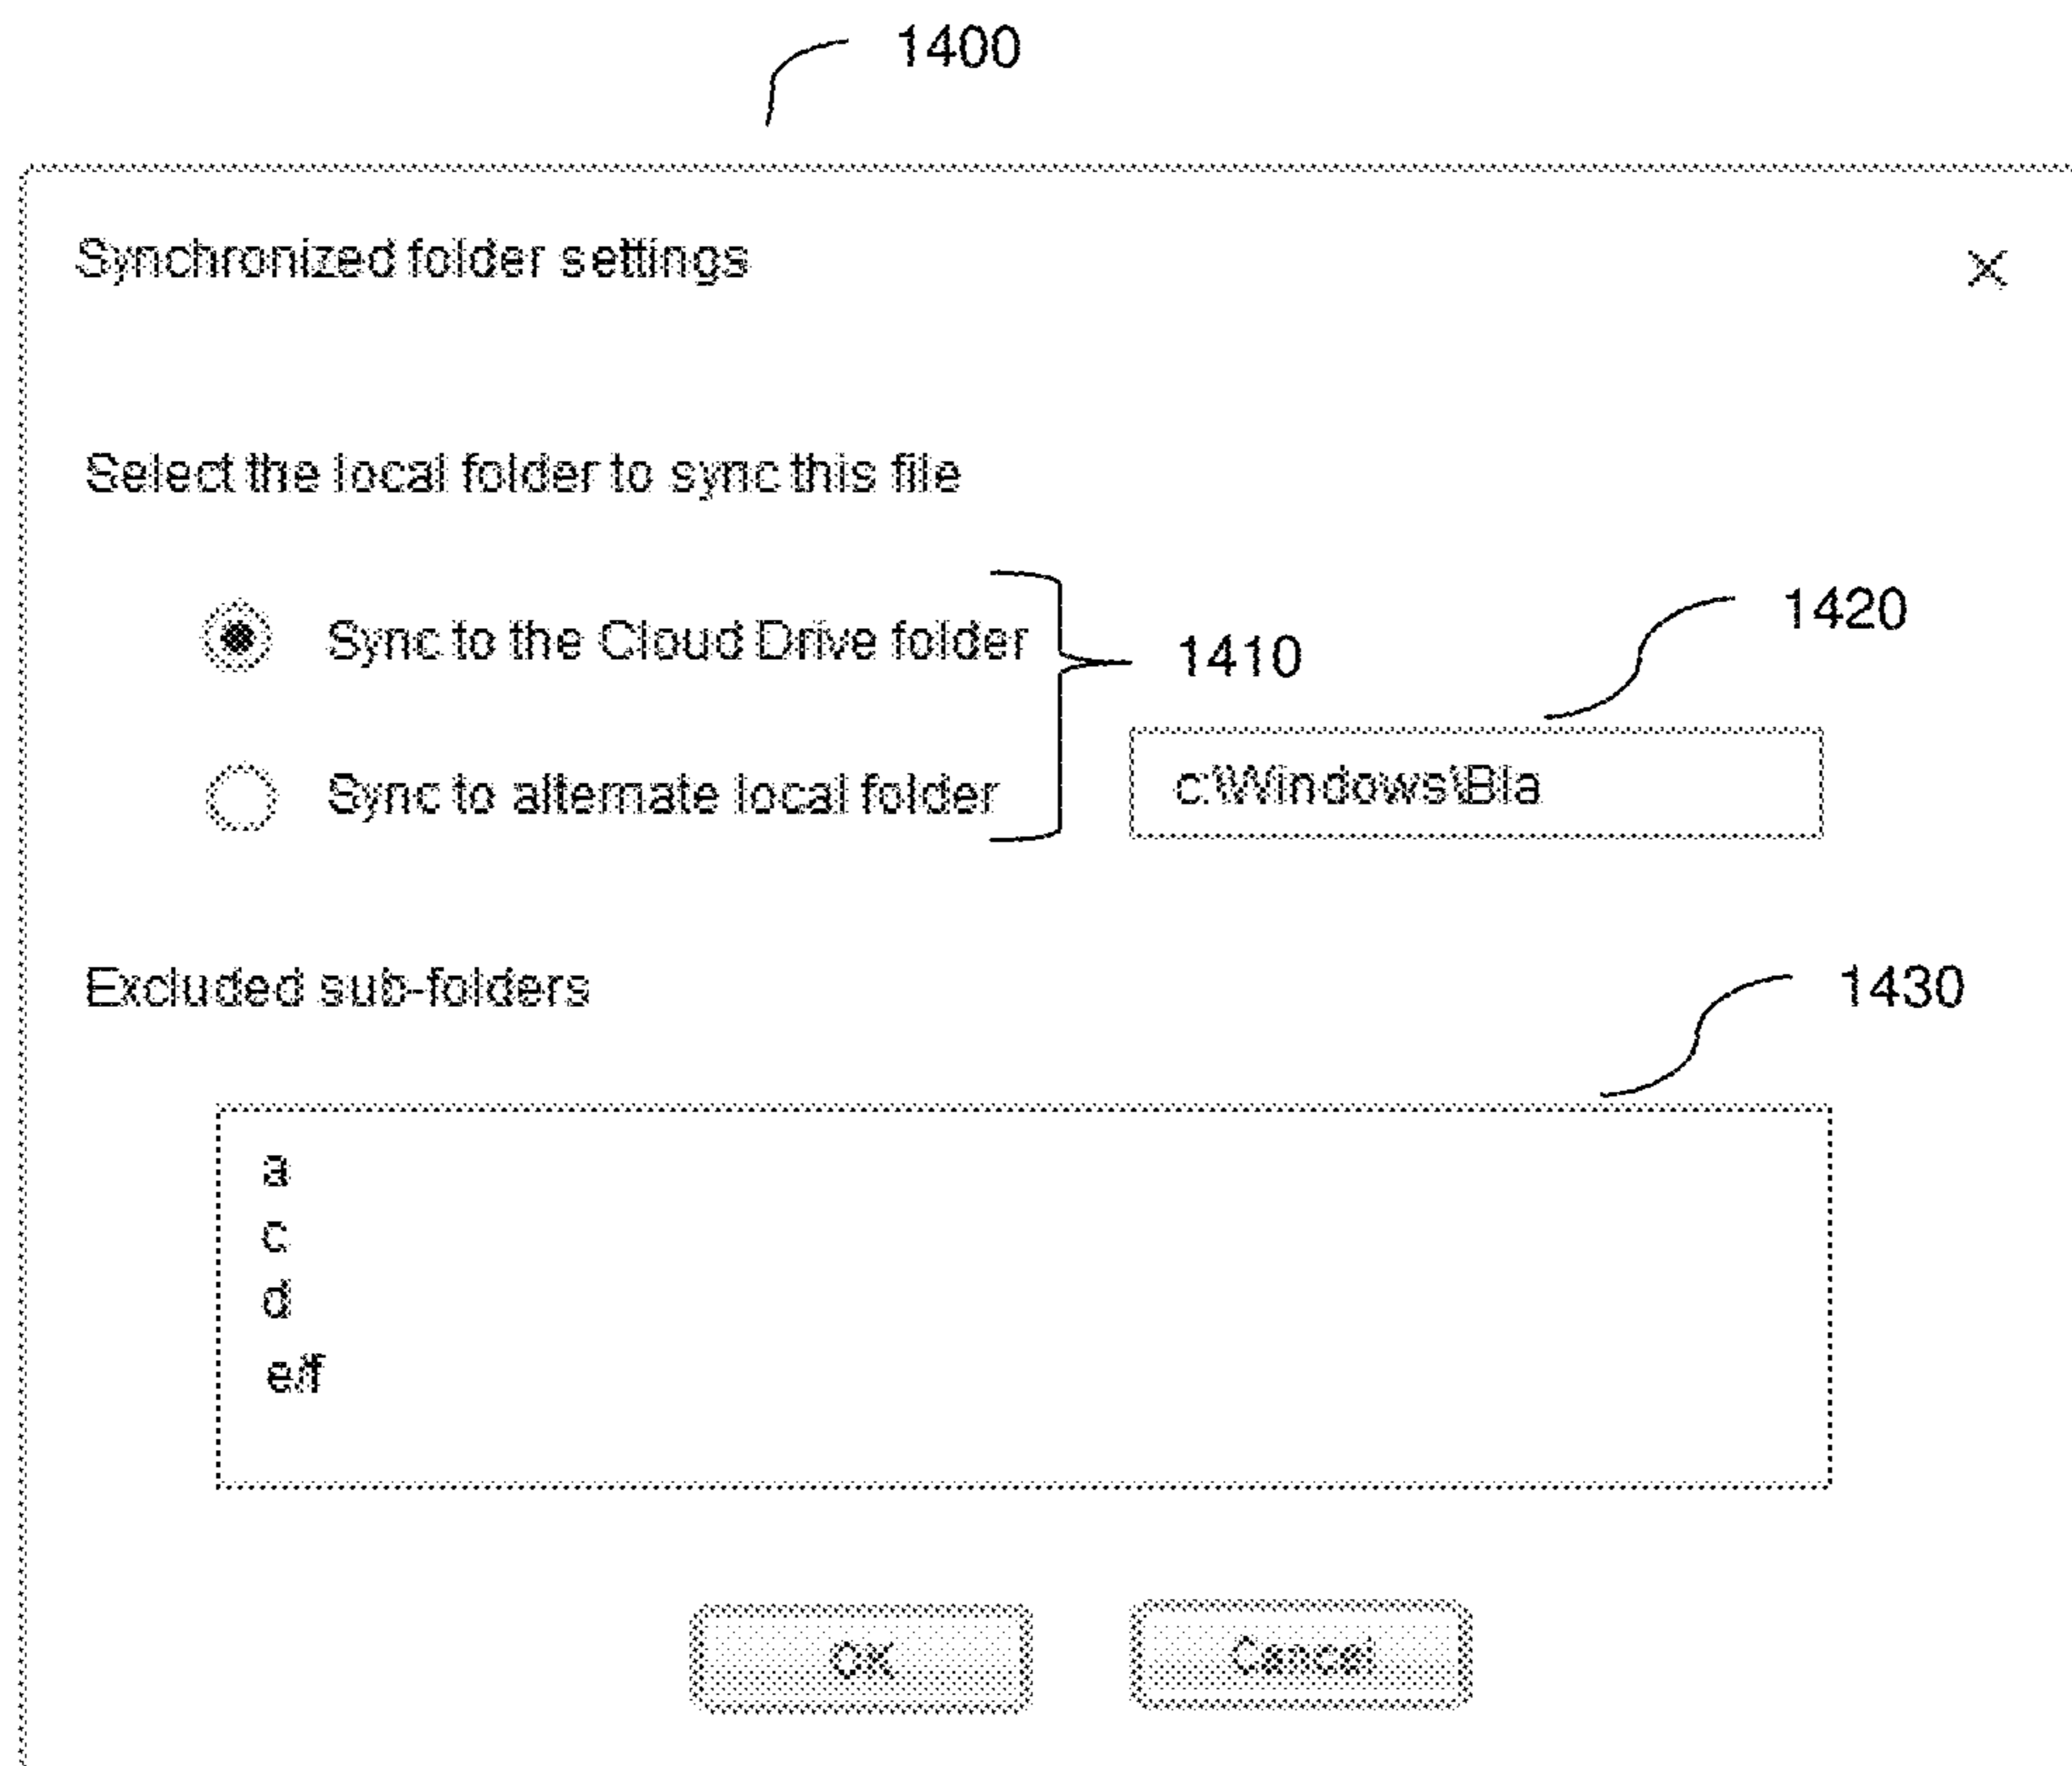 1400
Synchronized folder settings
Select the local folder to sync this file
Sync to the Cloud Drive folder
1410
1420
Sync to alternate local folder
c:\Windows\Bla
Excluded sub-folders
1430
a
c
d
e/f
OK
Cancel